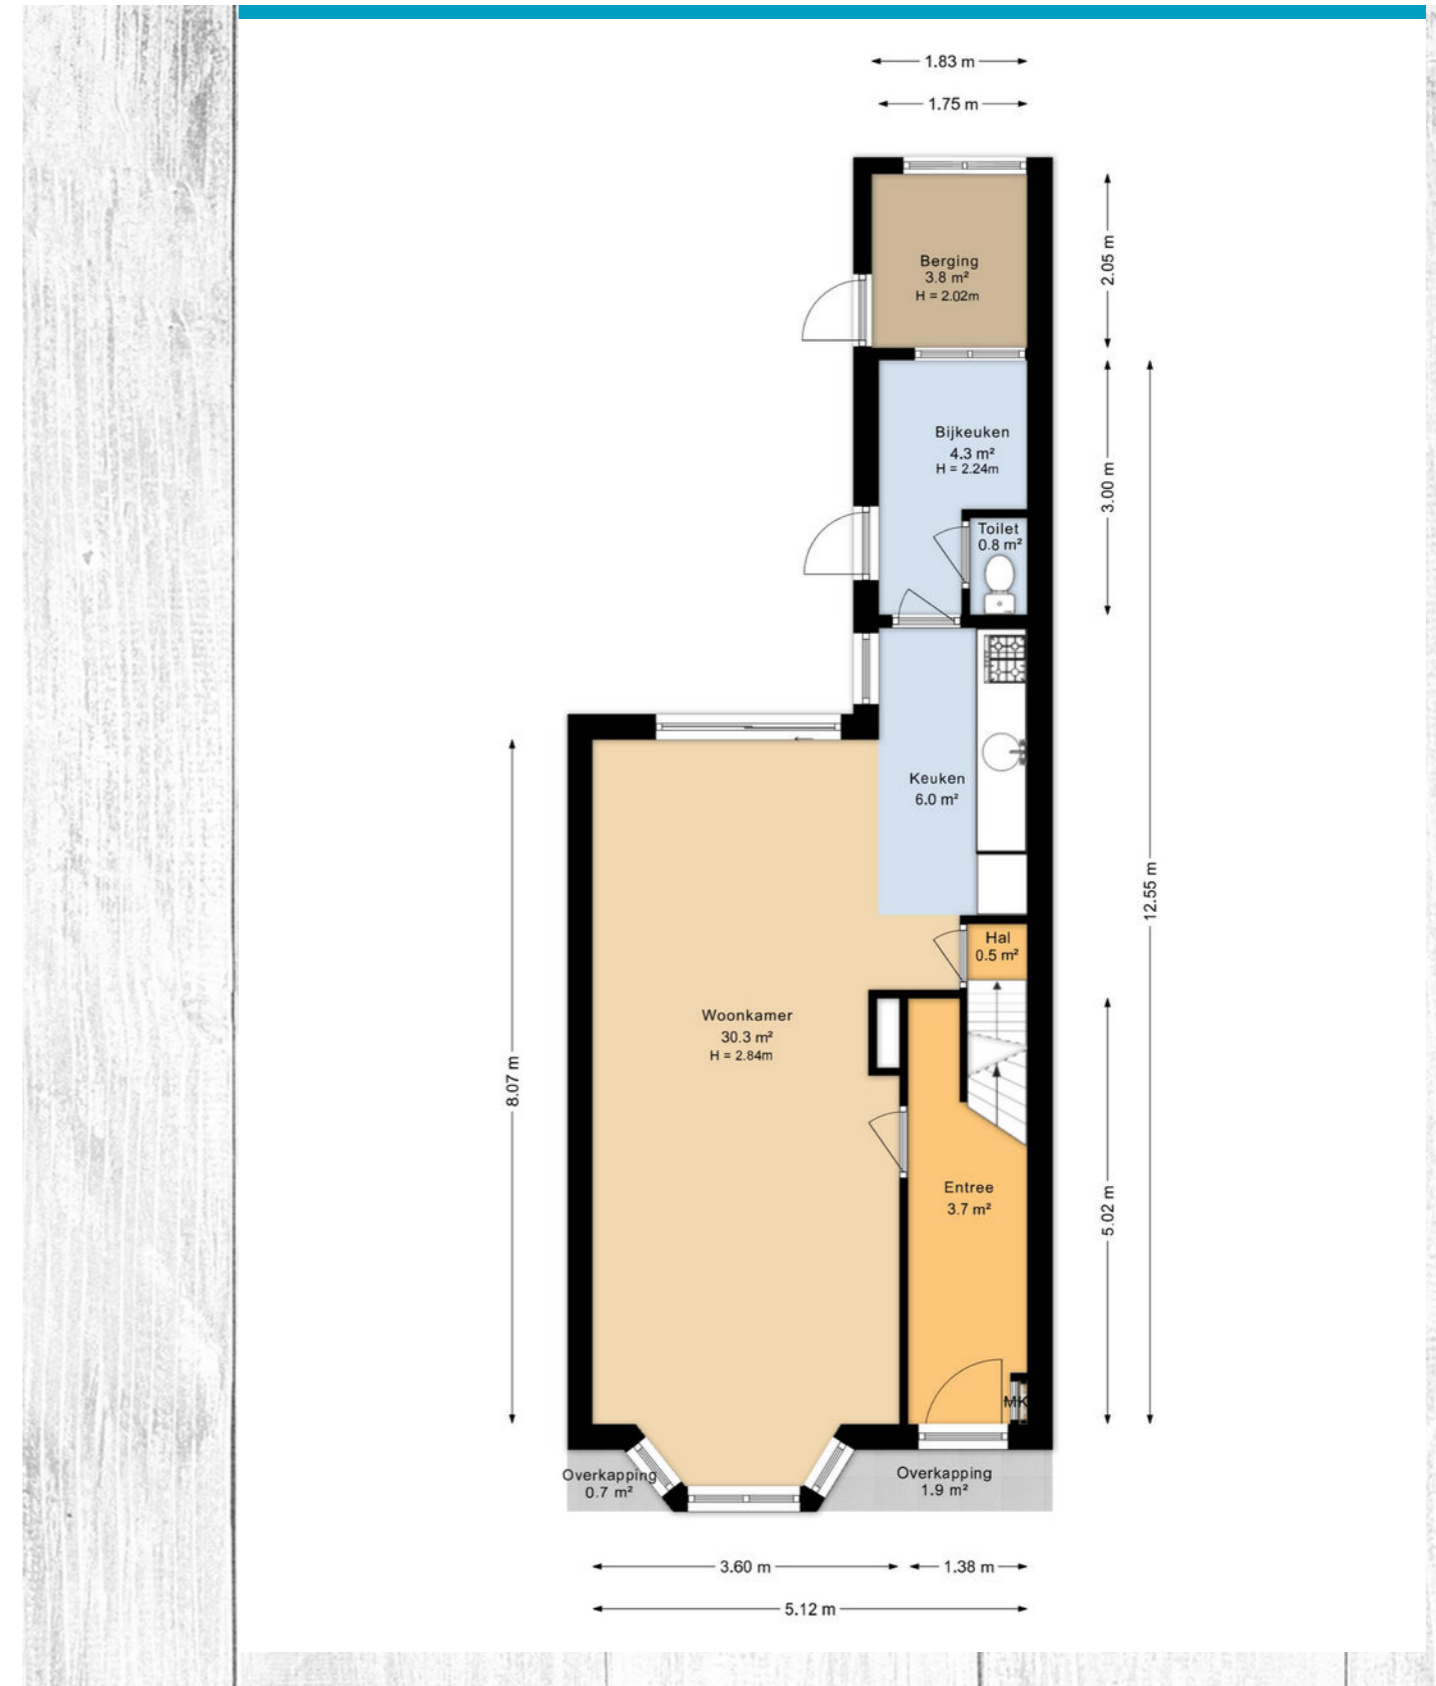 1.83 m
1.75 m
Berging
3.8 m²
H = 2.02m
2.05 m
Bijkeuken
4.3 m²
H = 2.24m
3.00 m
Toilet
0.8 m²
Keuken
6.0 m²
12.55 m
Hal
0.5 m²
Woonkamer
30.3 m²
H = 2.84m
8.07 m
Entree
3.7 m²
5.02 m
MK
Overkapping
0.7 m²
Overkapping
1.9 m²
3.60 m
1.38 m
5.12 m